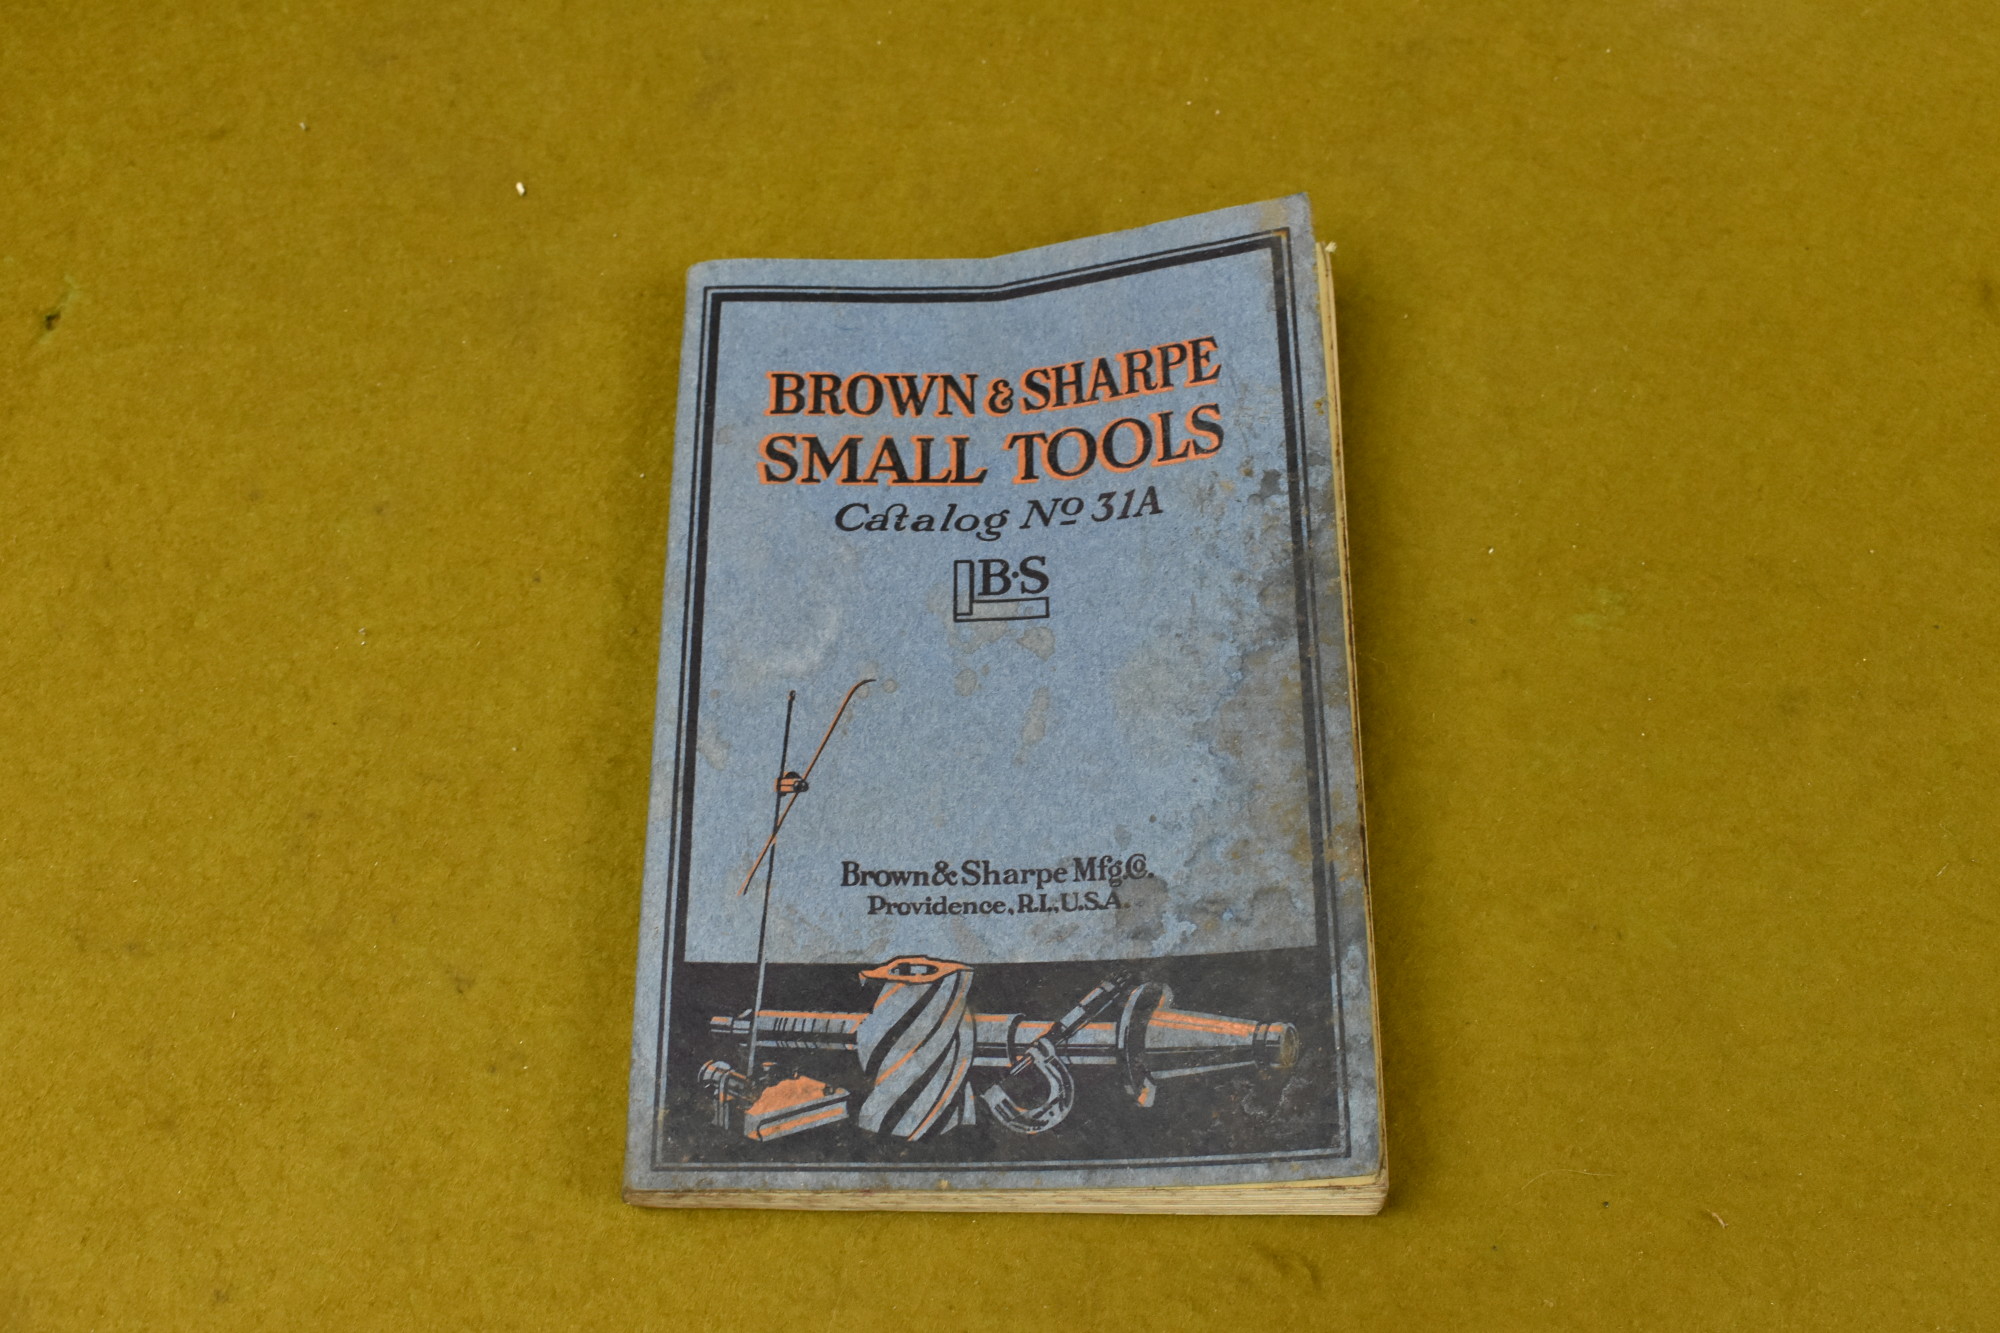 BROWN & SHARPE
SMALL TOOLS
Catalog No 31A
B·S
Brown & Sharpe Mfg. Co.
Providence, R.I., U.S.A.